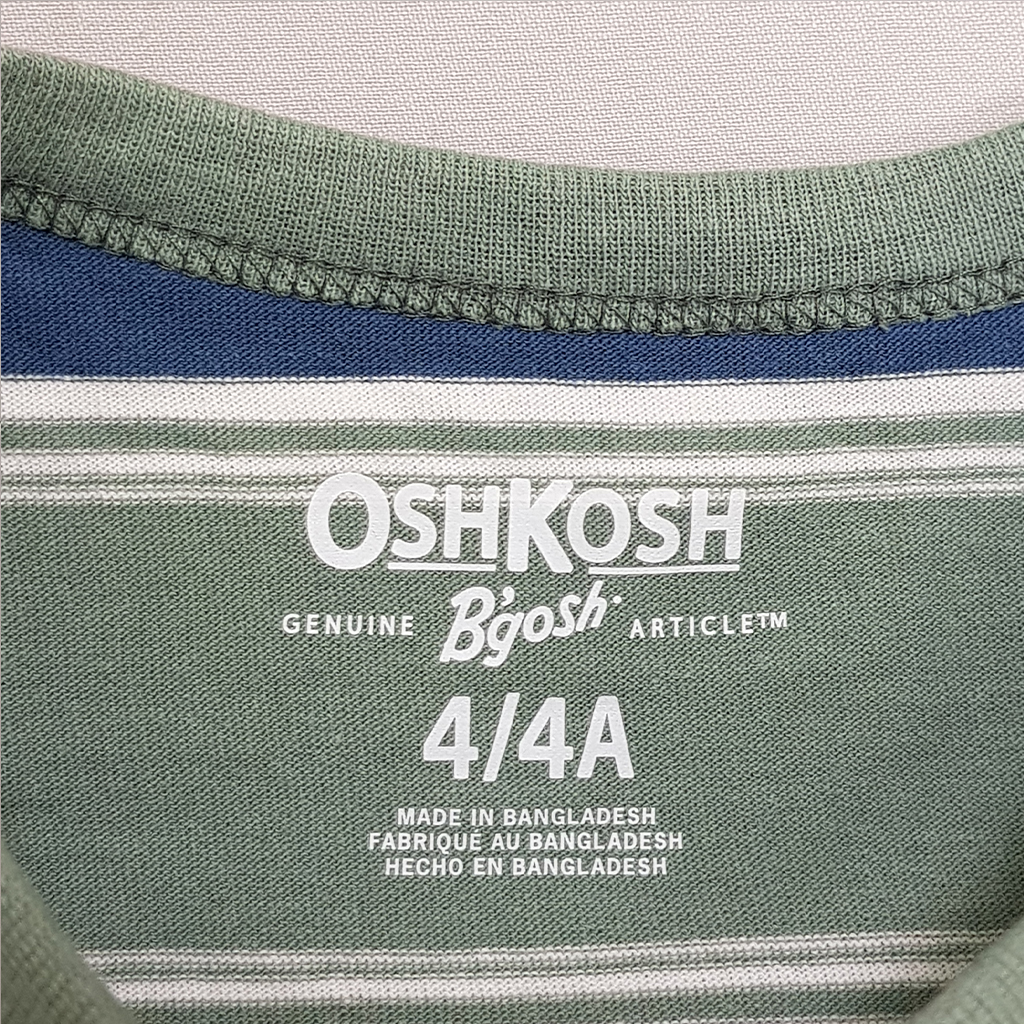 OSHKOSH
GENUINE B'gosh ARTICLE™
4/4A
MADE IN BANGLADESH
FABRIQUÉ AU BANGLADESH
HECHO EN BANGLADESH